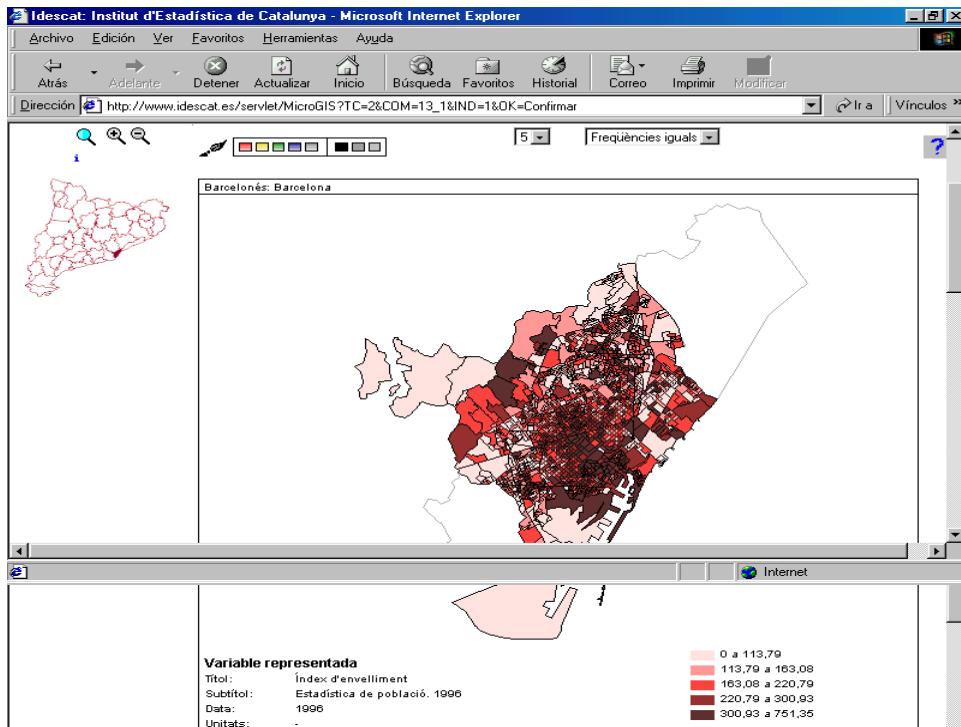 Idescat: Institut d'Estadística de Catalunya - Microsoft Internet Explorer
Archivo Edición Ver Favoritos Herramientas Ayuda
Atrás Adelante Detener Actualizar Inicio Búsqueda Favoritos Historial Correo Imprimir Modificar
Dirección http://www.idescat.es/servlet/MicroGIS?TC=2&COM=13_1&IND=1&OK=Confirmar Ir a Vínculos »
5 Freqüències iguals ?
i
Barcelonés: Barcelona
Internet
Variable representada
Títol: Índex d'envelliment
Subtítol: Estadística de població. 1996
Data: 1996
Unitats: -
0 a 113,79
113,79 a 163,08
163,08 a 220,79
220,79 a 300,93
300,93 a 751,35